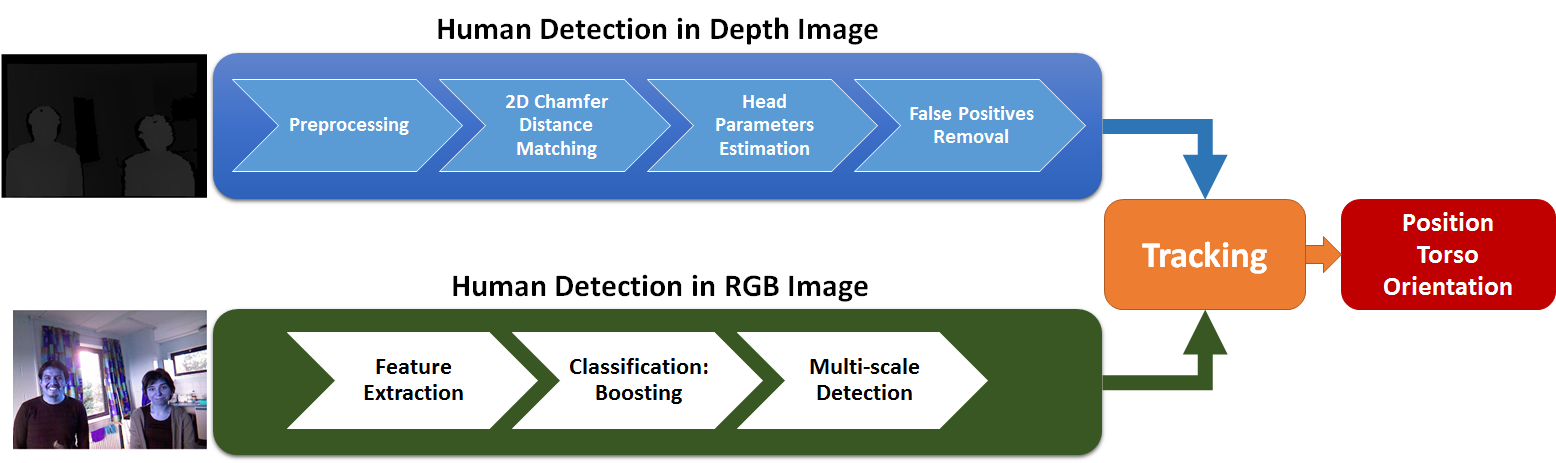 Human Detection in Depth Image
Preprocessing
2D Chamfer
Distance
Matching
Head
Parameters
Estimation
False Positives
Removal
Tracking
Position
Torso
Orientation
Human Detection in RGB Image
Feature
Extraction
Classification:
Boosting
Multi-scale
Detection